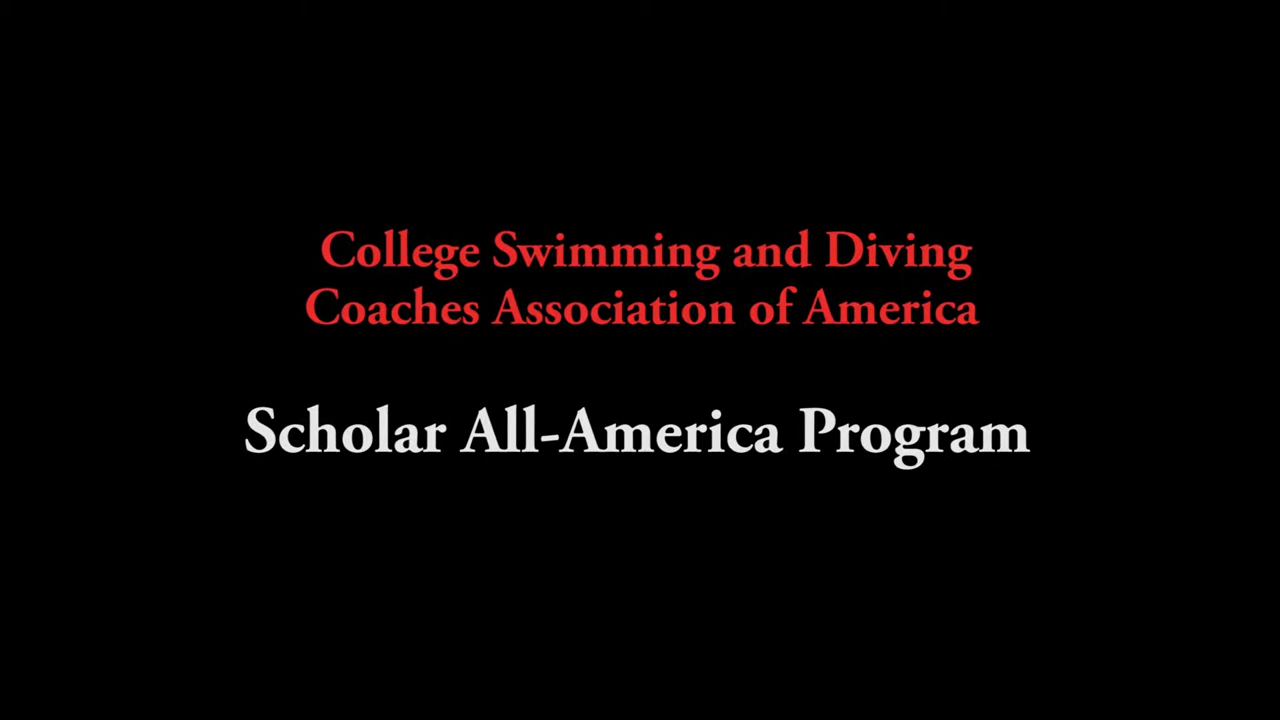 College Swimming and Diving
Coaches Association of America
Scholar All-America Program